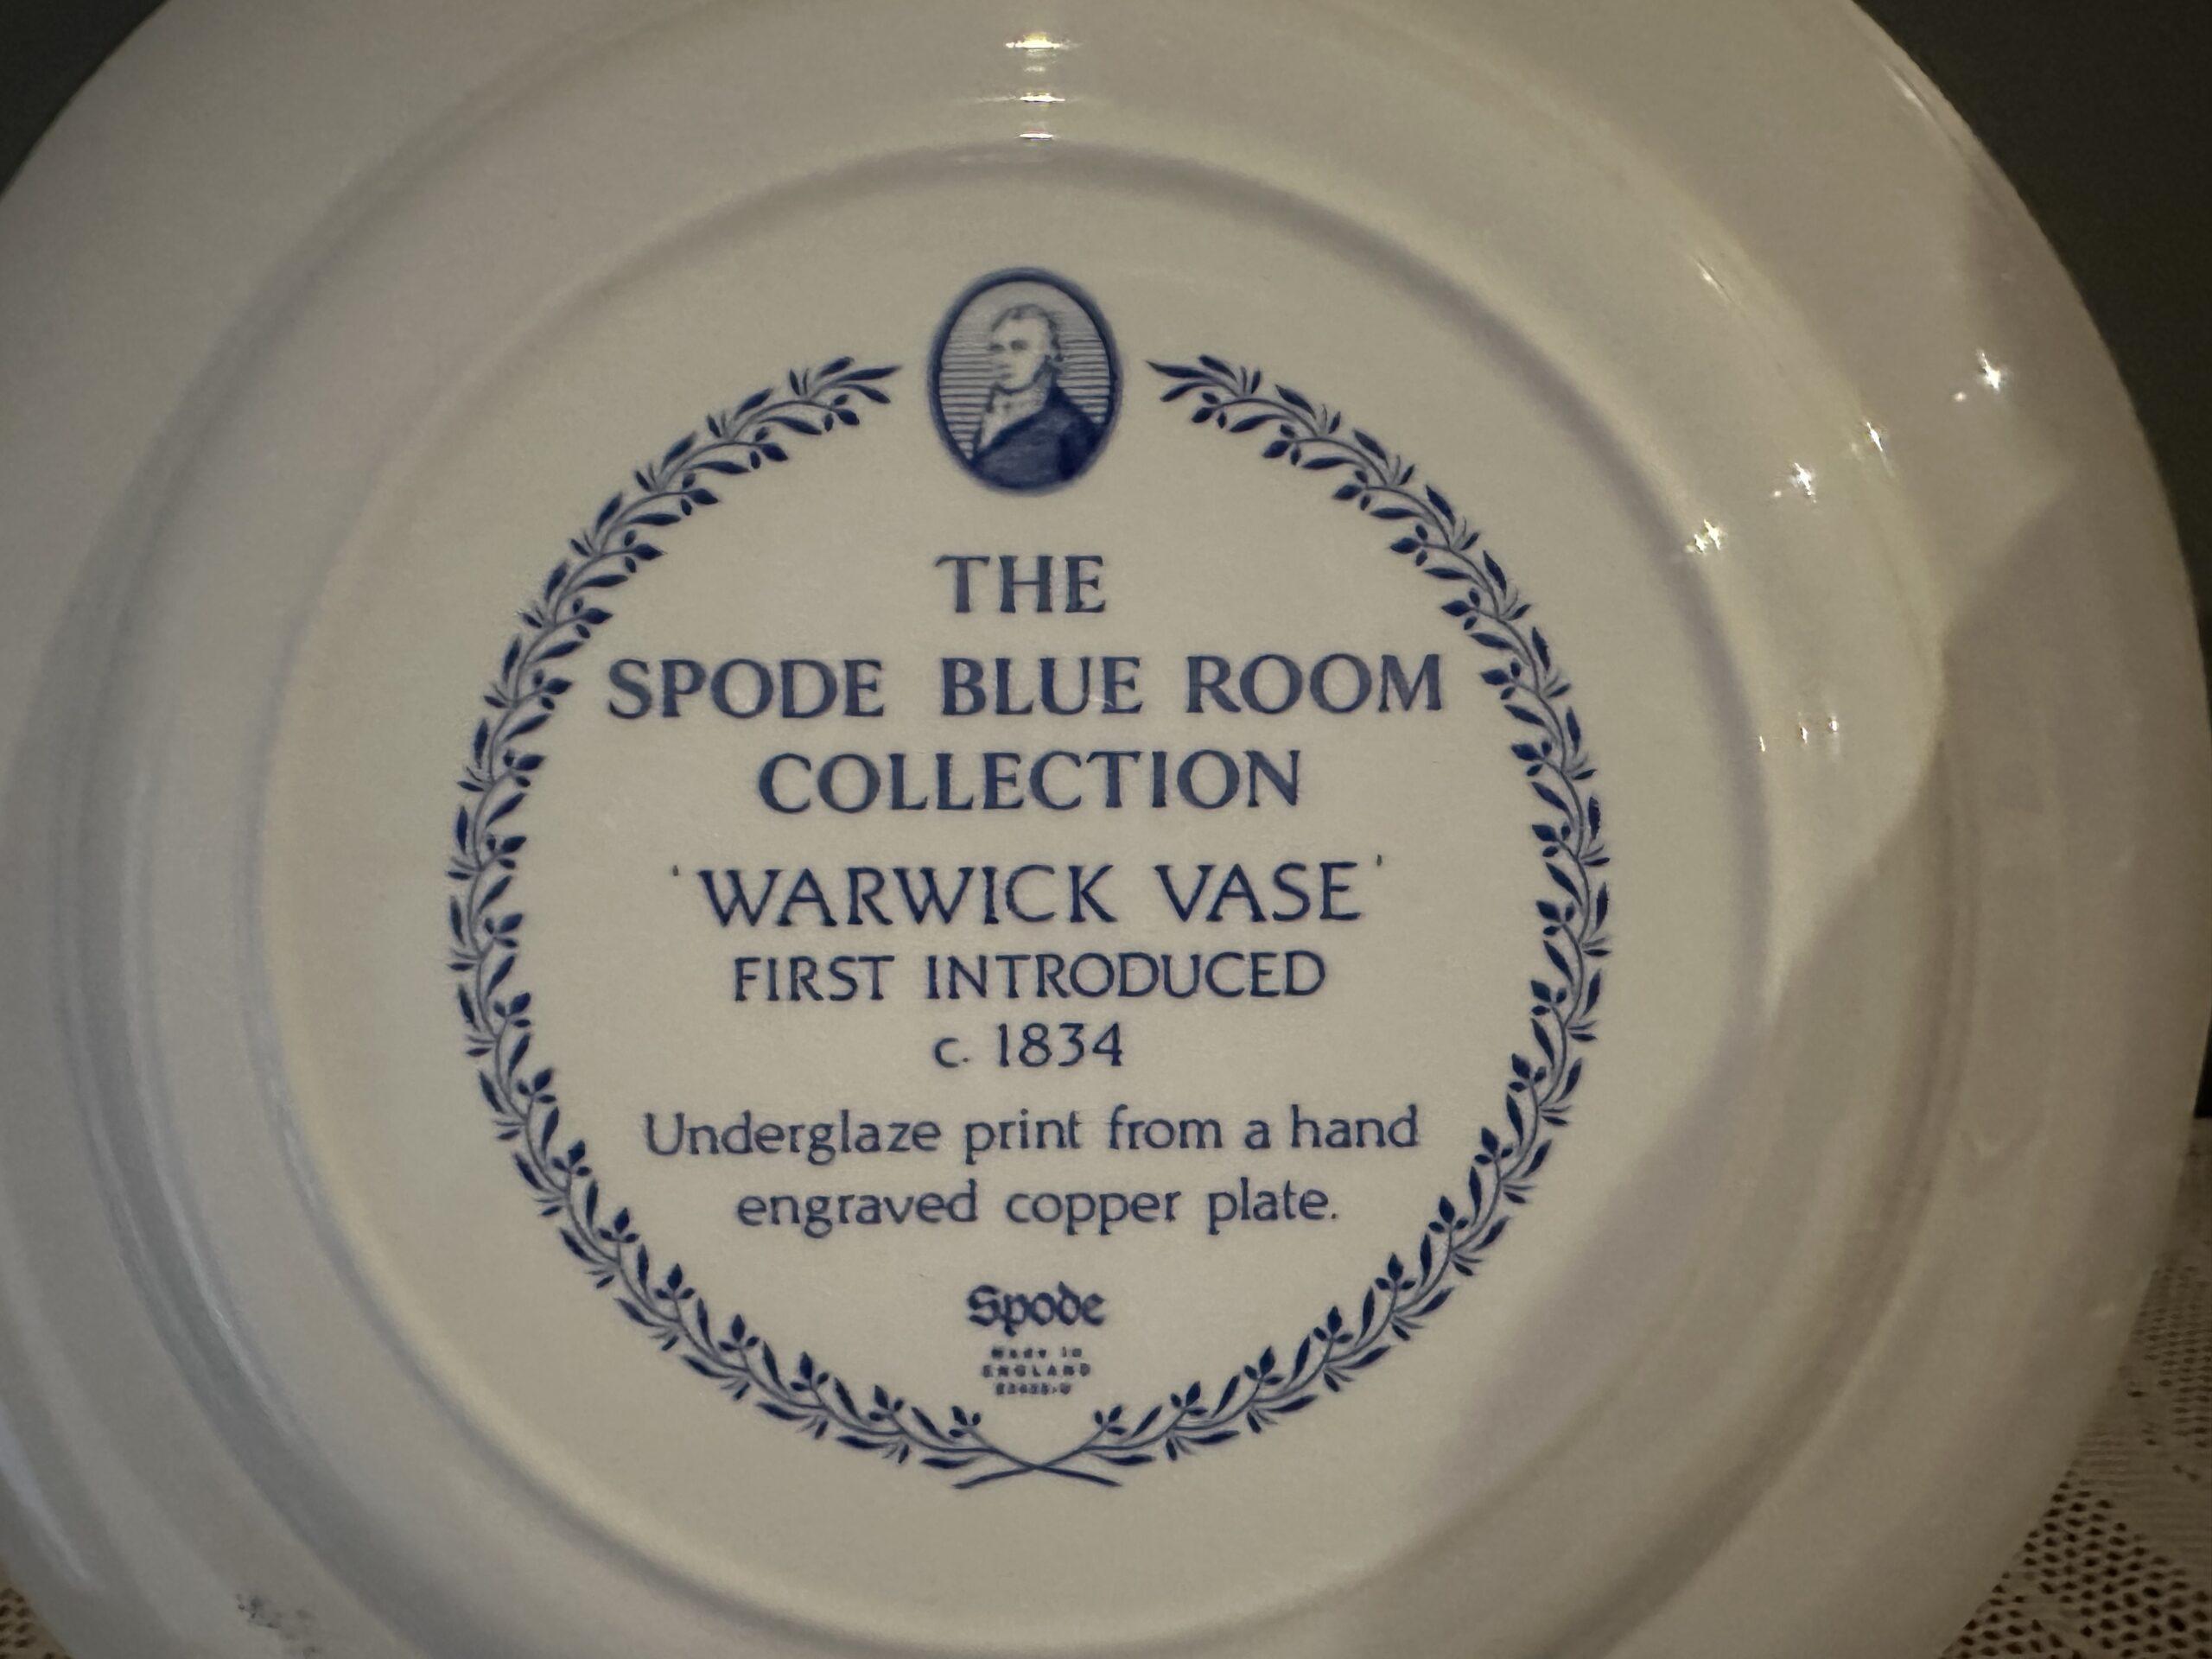 THE
SPODE BLUE ROOM
COLLECTION
'WARWICK VASE'
FIRST INTRODUCED
c. 1834
Underglaze print from a hand
engraved copper plate.
Spode
Made in
ENGLAND